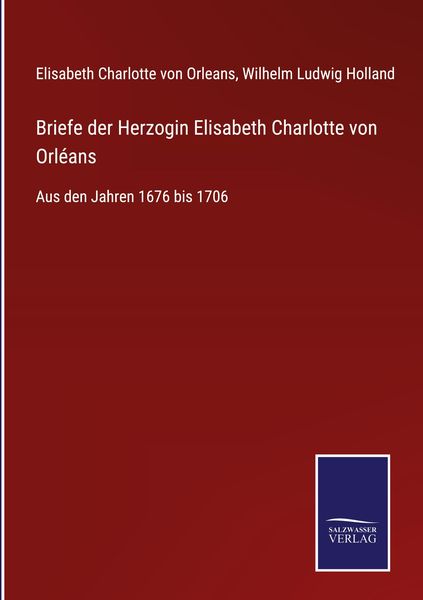 Elisabeth Charlotte von Orleans, Wilhelm Ludwig Holland
Briefe der Herzogin Elisabeth Charlotte von
Orléans
Aus den Jahren 1676 bis 1706
SALZWASSER
VERLAG